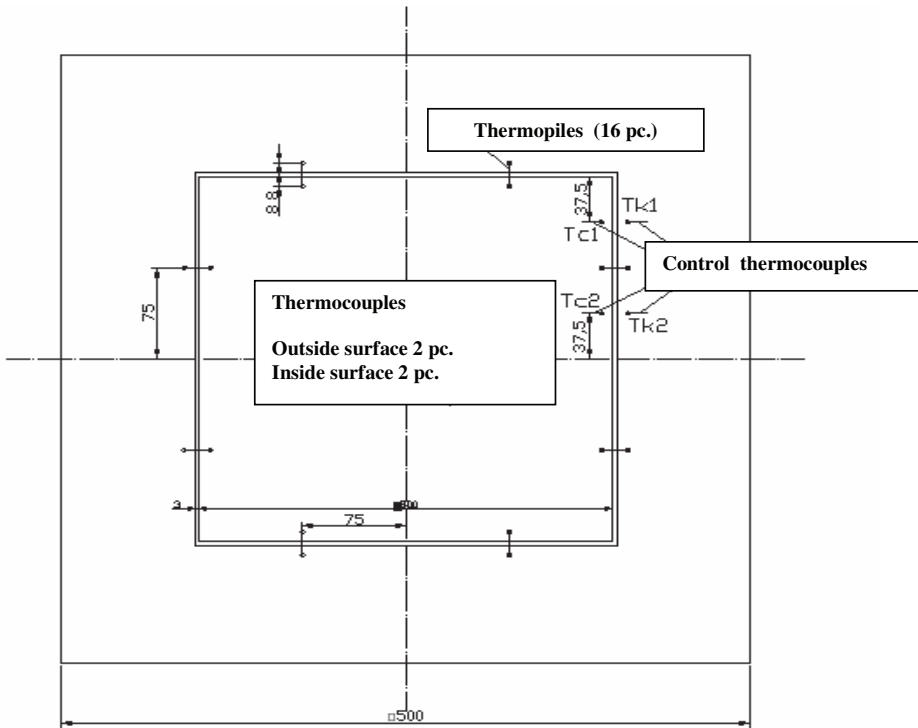 Thermopiles (16 pc.)
8.8
37,5
Tk1
Tc1
Control thermocouples
75
Thermocouples
Outside surface 2 pc.
Inside surface 2 pc.
Tc2
Tk2
37,5
3
75
□500